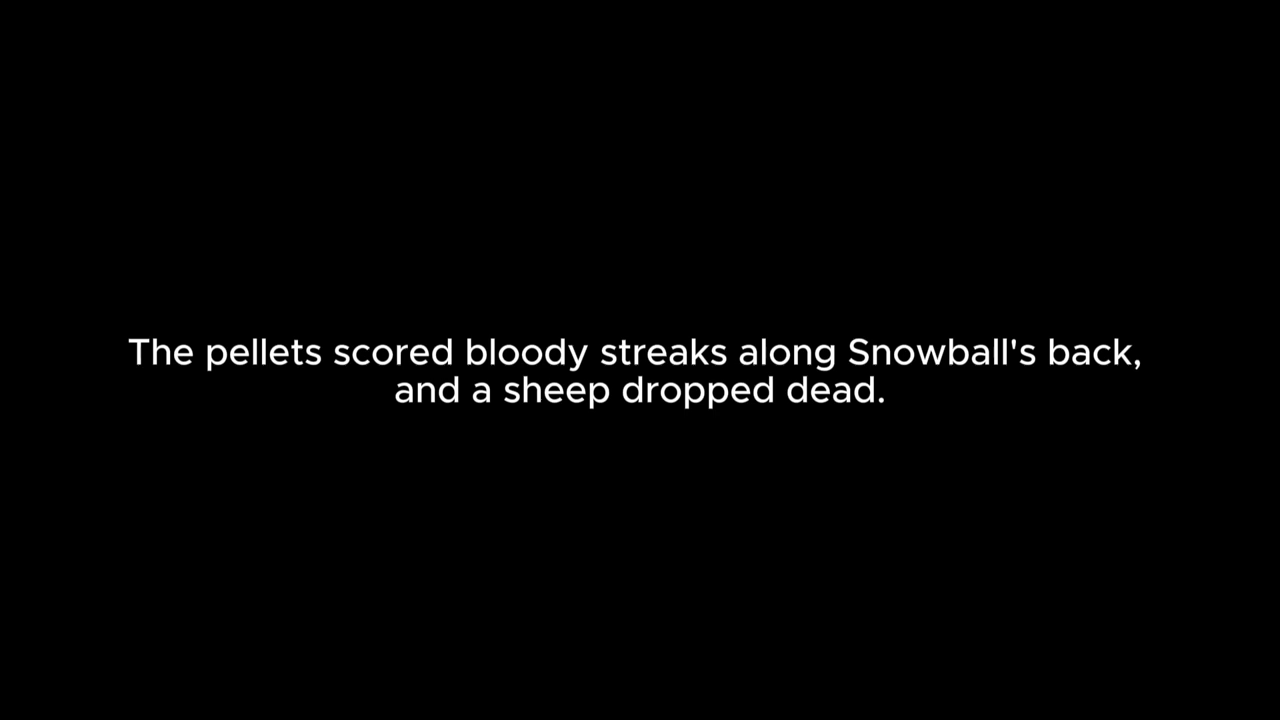 The pellets scored bloody streaks along Snowball's back,
and a sheep dropped dead.